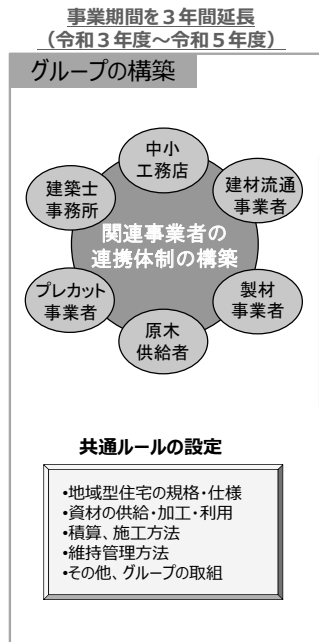 事業期間を３年間延長
（令和３年度～令和５年度）
グループの構築
中小
工務店
建築士
事務所
建材流通
事業者
関連事業者の
連携体制の構築
プレカット
事業者
製材
事業者
原木
供給者
共通ルールの設定
•地域型住宅の規格・仕様
•資材の供給・加工・利用
•積算、施工方法
•維持管理方法
•その他、グループの取組